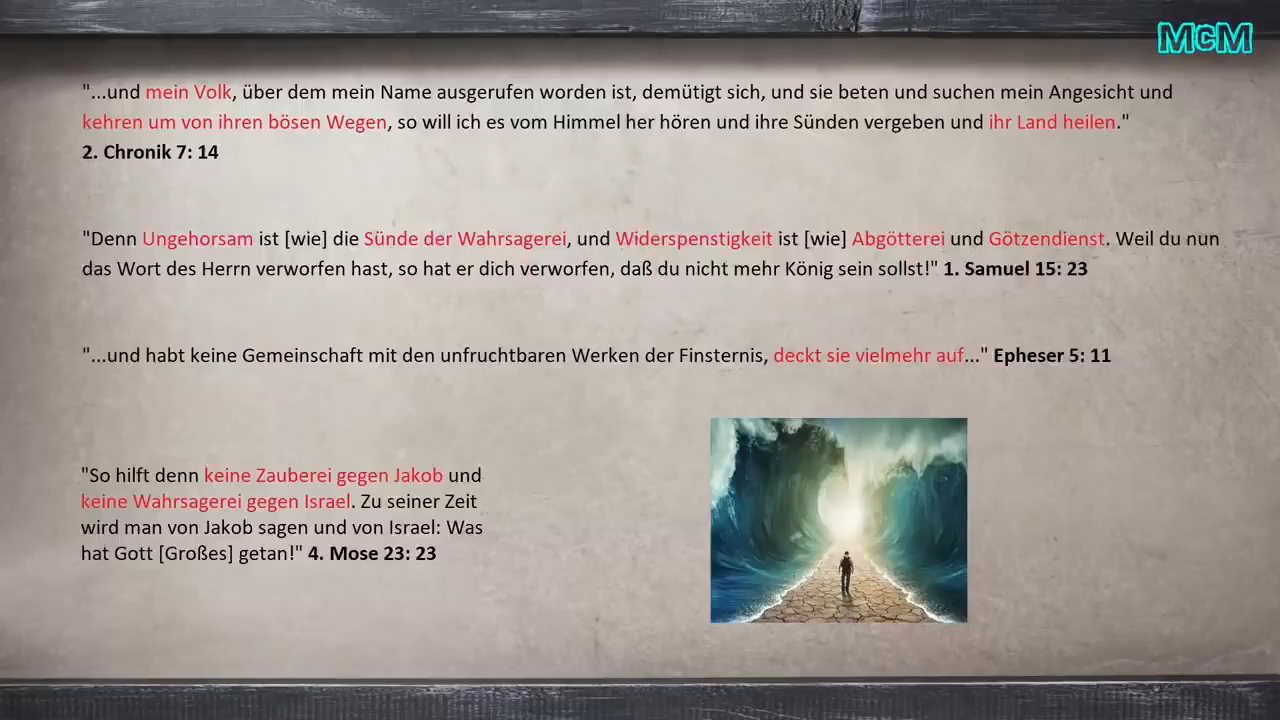 McM
"...und mein Volk, über dem mein Name ausgerufen worden ist, demütigt sich, und sie beten und suchen mein Angesicht und
kehren um von ihren bösen Wegen, so will ich es vom Himmel her hören und ihre Sünden vergeben und ihr Land heilen."
2. Chronik 7: 14
"Denn Ungehorsam ist [wie] die Sünde der Wahrsagerei, und Widerspenstigkeit ist [wie] Abgötterei und Götzendienst. Weil du nun
das Wort des Herrn verworfen hast, so hat er dich verworfen, daß du nicht mehr König sein sollst!" 1. Samuel 15: 23
"...und habt keine Gemeinschaft mit den unfruchtbaren Werken der Finsternis, deckt sie vielmehr auf..." Epheser 5: 11
"So hilft denn keine Zauberei gegen Jakob und
keine Wahrsagerei gegen Israel. Zu seiner Zeit
wird man von Jakob sagen und von Israel: Was
hat Gott [Großes] getan!" 4. Mose 23: 23